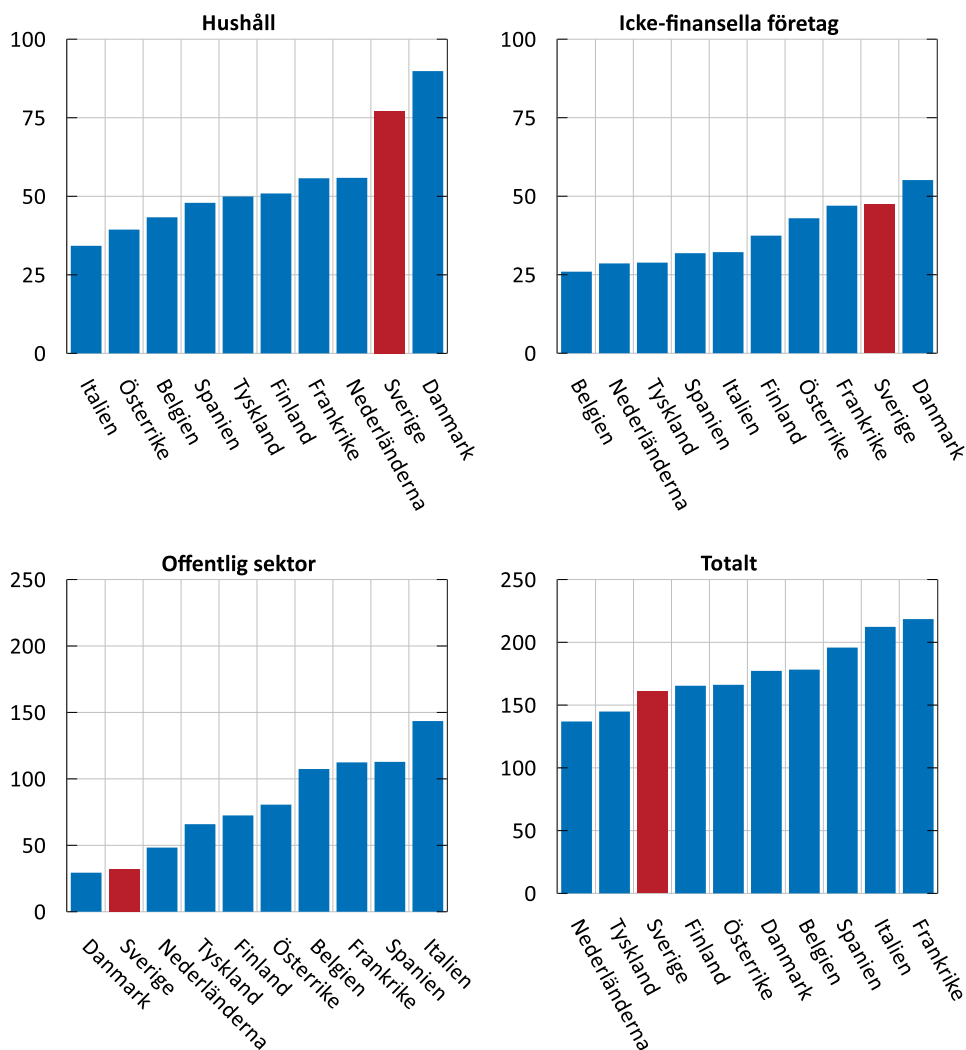 Hushåll
100
75
50
25
0
Italien
Österrike
Belgien
Spanien
Tyskland
Finland
Frankrike
Nederländerna
Sverige
Danmark
Icke-finansella företag
100
75
50
25
0
Belgien
Nederländerna
Tyskland
Spanien
Italien
Finland
Österrike
Frankrike
Sverige
Danmark
Offentlig sektor
250
200
150
100
50
0
Danmark
Sverige
Nederländerna
Tyskland
Finland
Österrike
Belgien
Frankrike
Spanien
Italien
Totalt
250
200
150
100
50
0
Nederländerna
Tyskland
Sverige
Finland
Österrike
Danmark
Belgien
Spanien
Italien
Frankrike